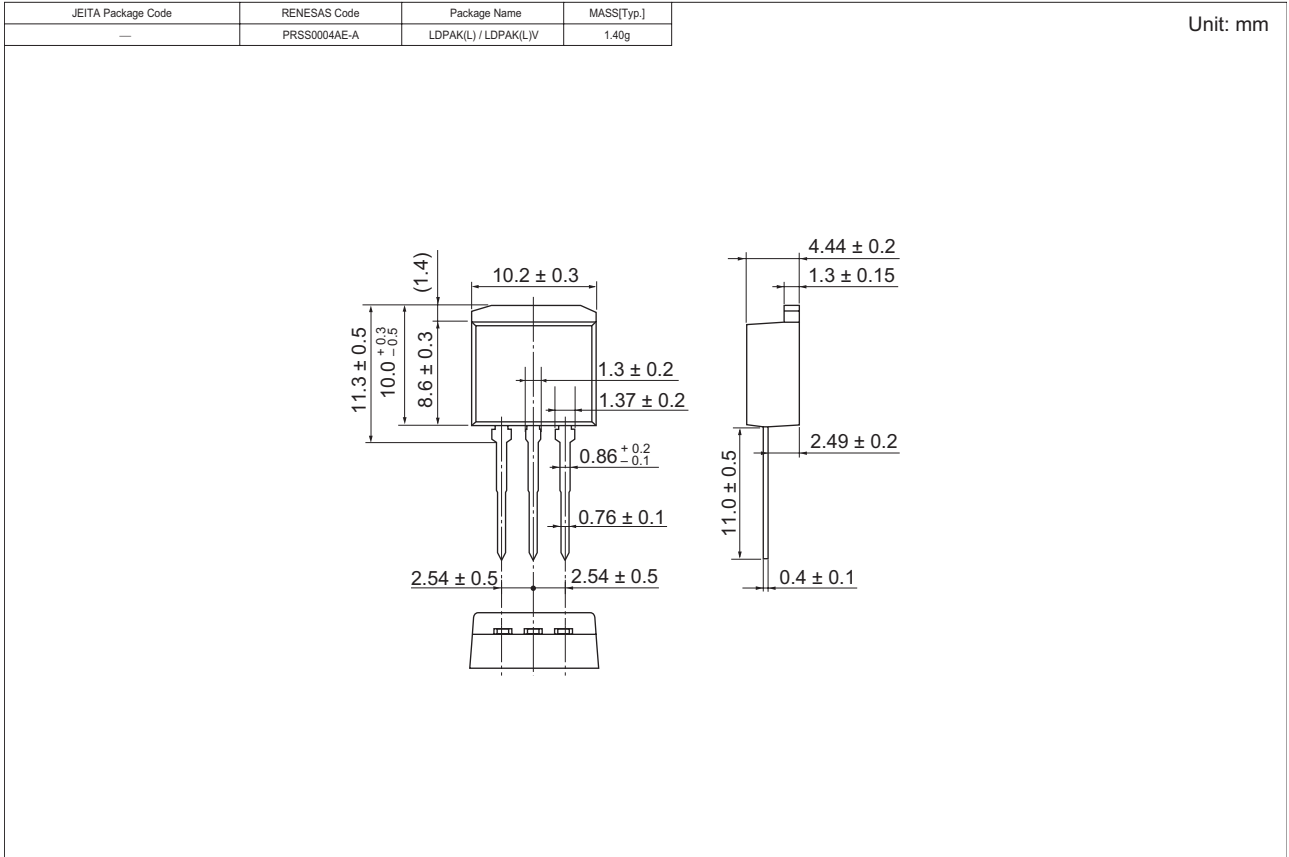 JEITA Package Code RENESAS Code Package Name MASS[Typ.]
— PRSS0004AE-A LDPAK(L) / LDPAK(L)V 1.40g
Unit: mm
4.44 ± 0.2
(1.4)
10.2 ± 0.3
1.3 ± 0.15
11.3 ± 0.5
10.0 + 0.3 – 0.5
8.6 ± 0.3
1.3 ± 0.2
1.37 ± 0.2
2.49 ± 0.2
0.86 + 0.2 – 0.1
11.0 ± 0.5
0.76 ± 0.1
2.54 ± 0.5 2.54 ± 0.5
0.4 ± 0.1